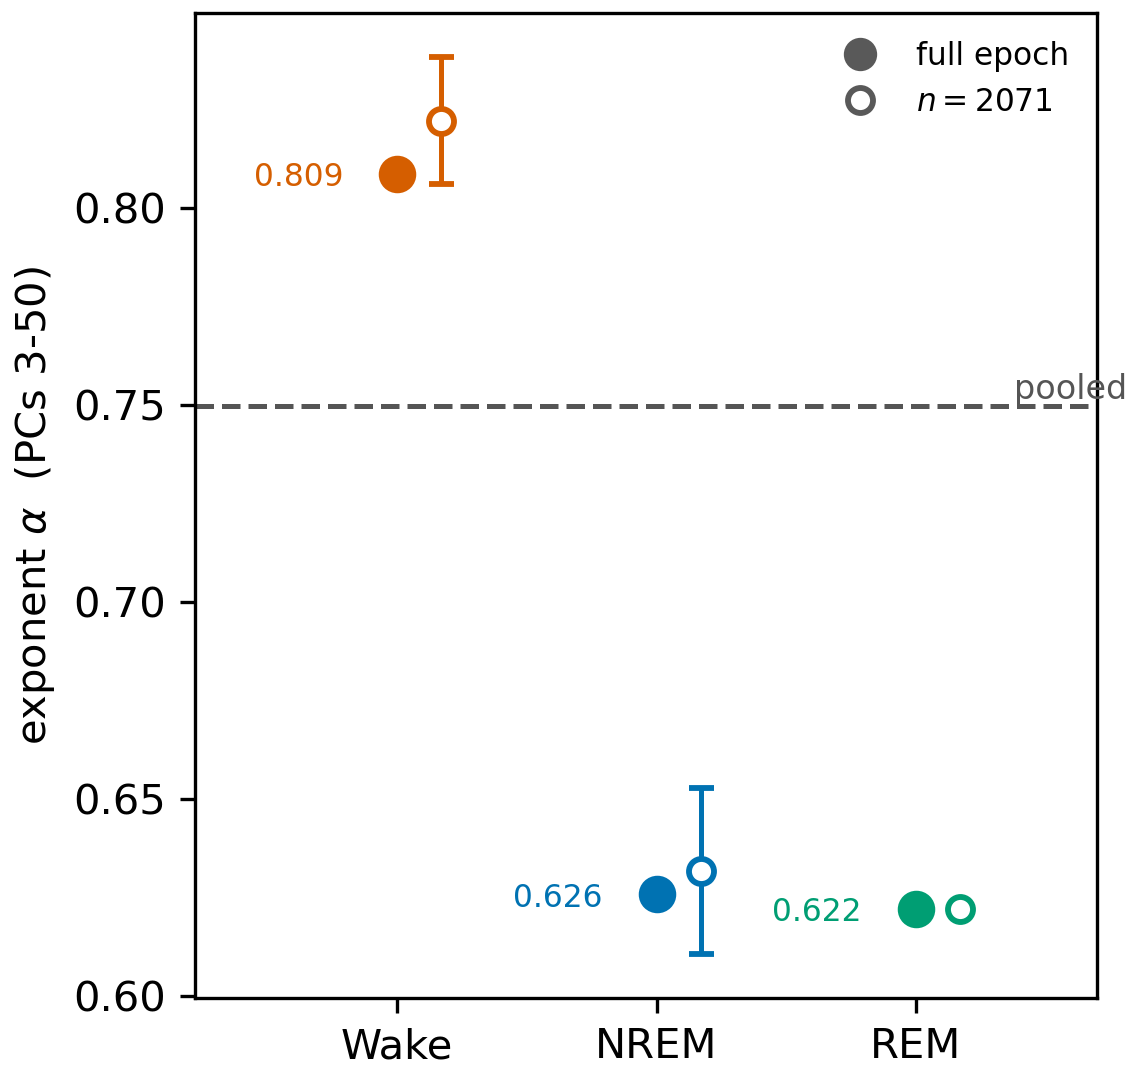 full epoch
n = 2071
0.809
0.80
pooled
0.75
0.70
0.65
0.626
0.622
0.60
exponent α (PCs 3-50)
Wake
NREM
REM